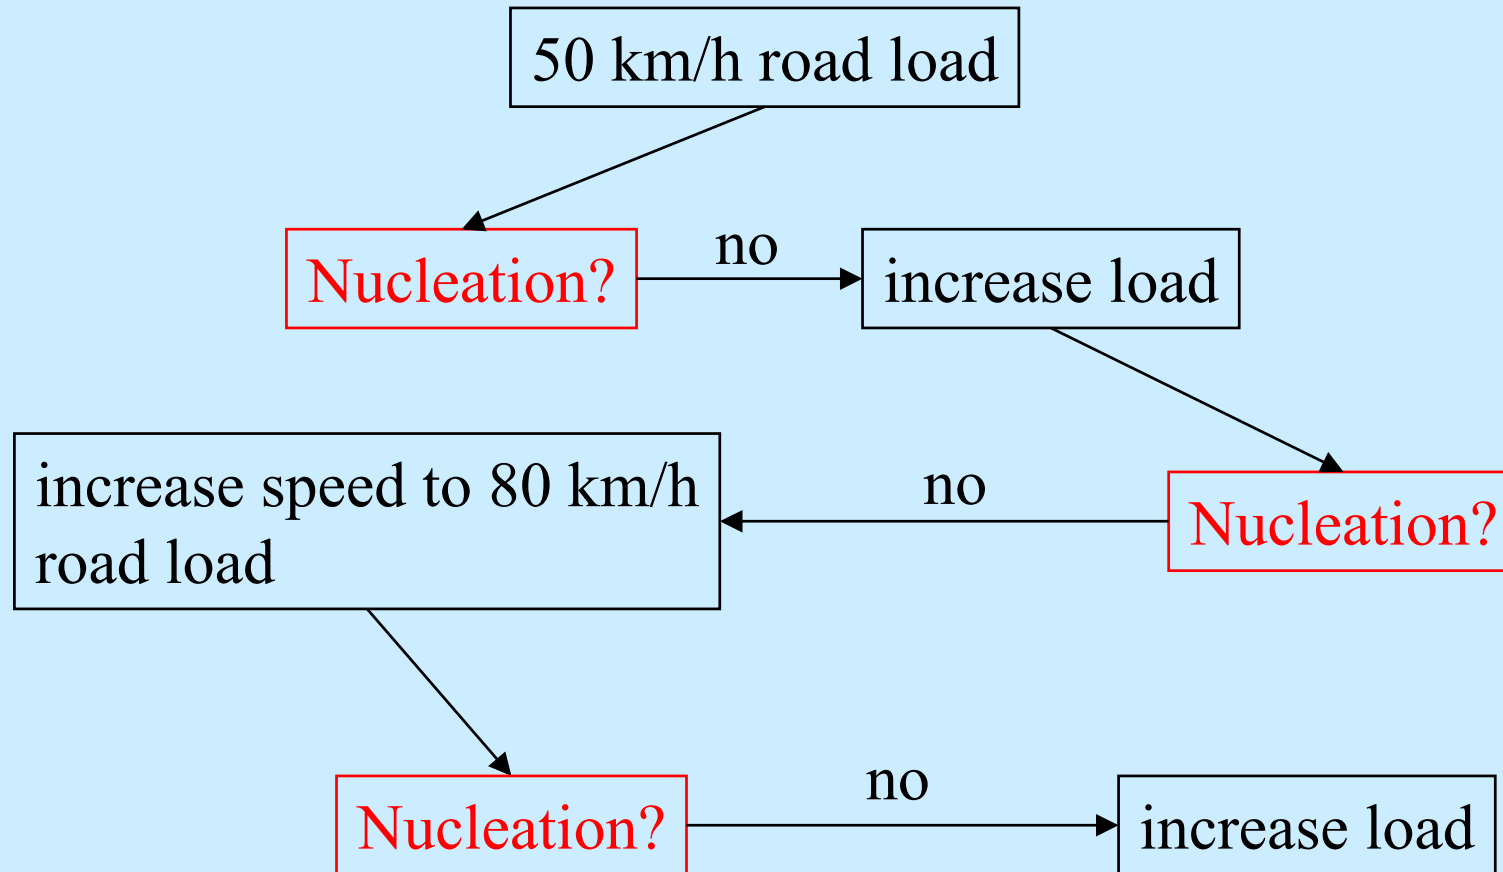 50 km/h road load
Nucleation?
no
increase load
increase speed to 80 km/h
road load
no
Nucleation?
Nucleation?
no
increase load